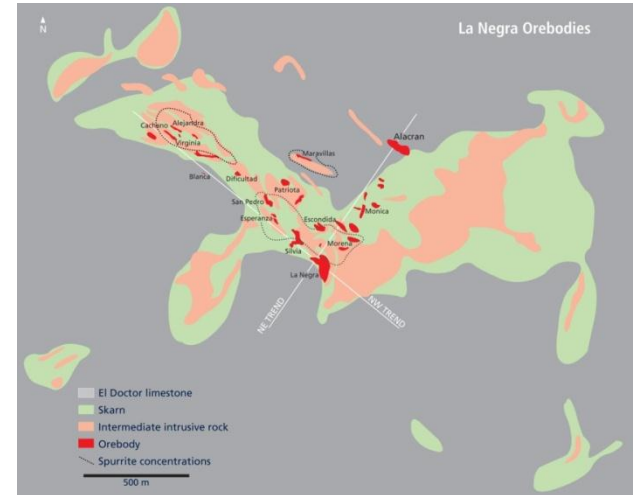 N
La Negra Orebodies
Alacran
Cachano
Alejandra
Virginia
Maravillas
Blanca
Dificultad
Patriota
San Pedro
Monica
Esperanza
Escondida
Morena
Silvia
La Negra
NE TREND
NW TREND
El Doctor limestone
Skarn
Intermediate intrusive rock
Orebody
Spurrite concentrations
500 m